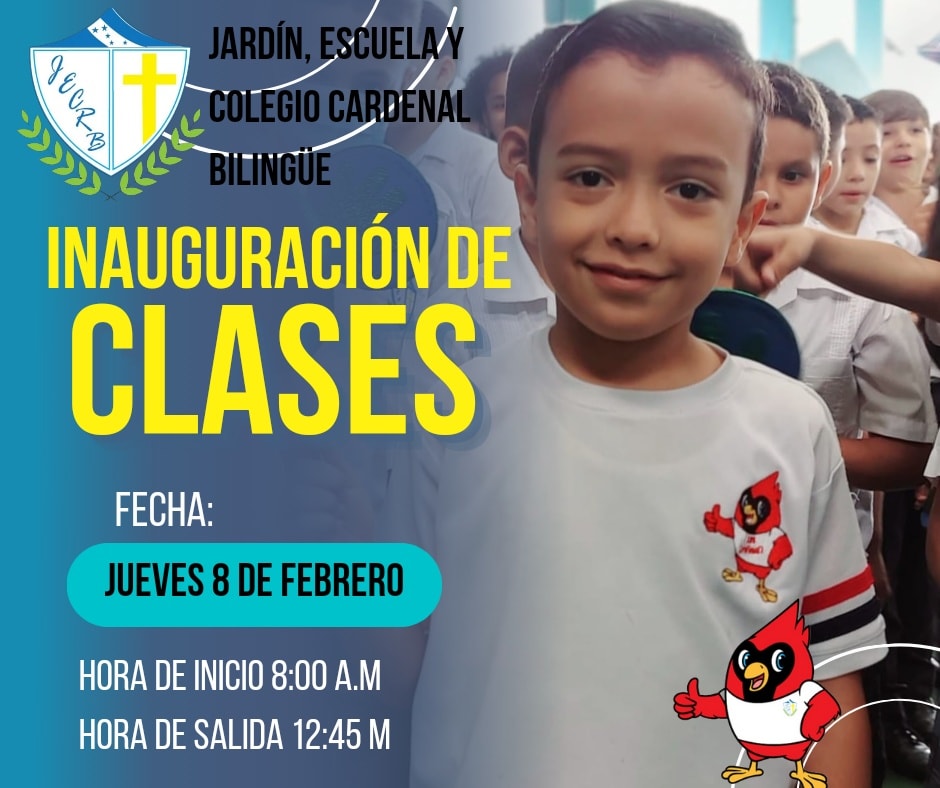 JECR-B
JARDÍN, ESCUELA Y
COLEGIO CARDENAL
BILINGÜE
INAUGURACIÓN DE
CLASES
FECHA:
JUEVES 8 DE FEBRERO
HORA DE INICIO 8:00 A.M
HORA DE SALIDA 12:45 M